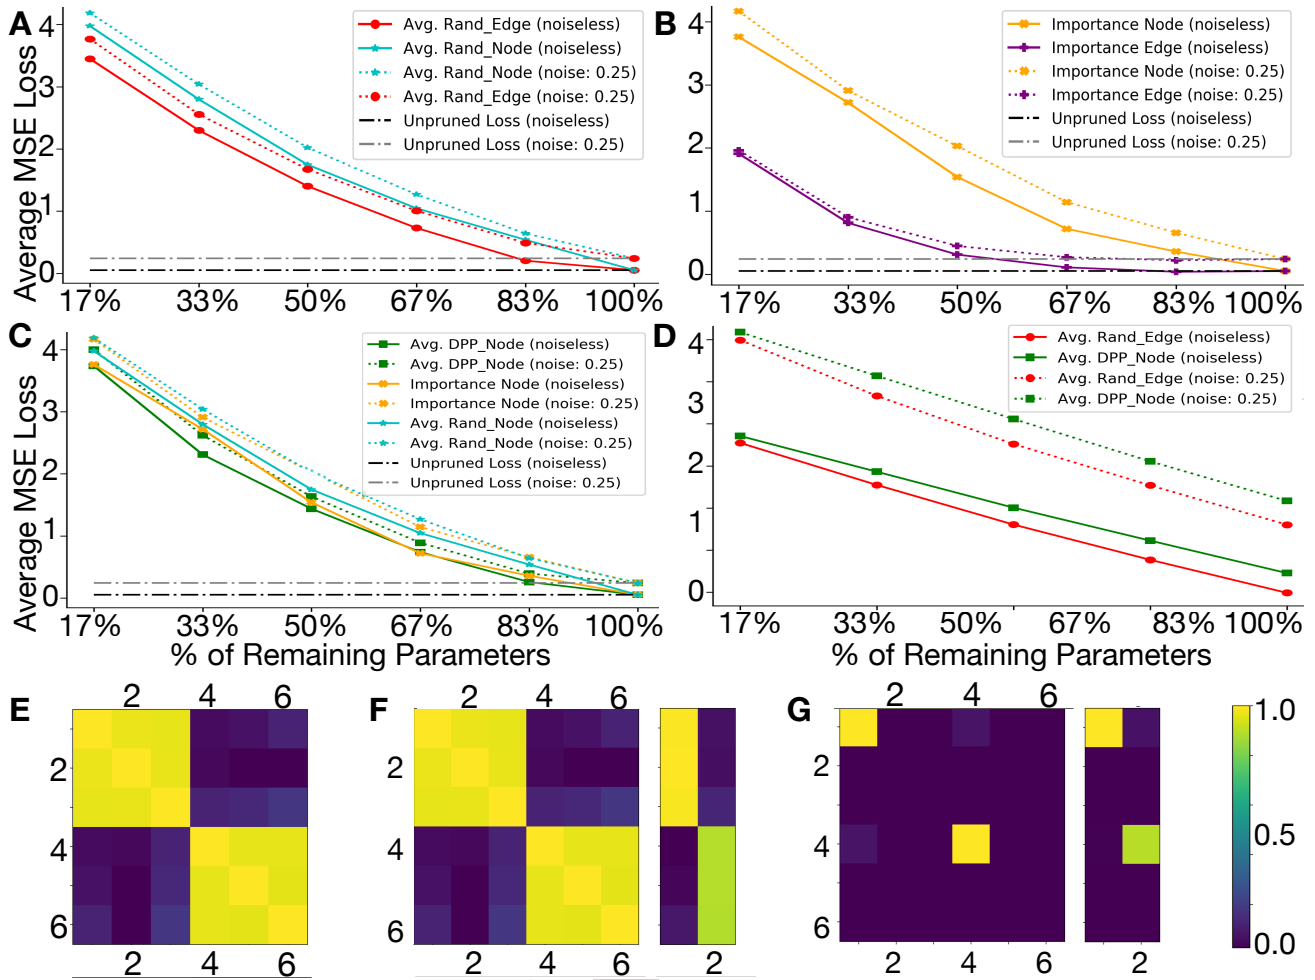 A
Average MSE Loss
4
3
2
1
0
Avg. Rand_Edge (noiseless)
Avg. Rand_Node (noiseless)
Avg. Rand_Node (noise: 0.25)
Avg. Rand_Edge (noise: 0.25)
Unpruned Loss (noiseless)
Unpruned Loss (noise: 0.25)
17% 33% 50% 67% 83% 100%
B
4
3
2
1
0
Importance Node (noiseless)
Importance Edge (noiseless)
Importance Node (noise: 0.25)
Importance Edge (noise: 0.25)
Unpruned Loss (noiseless)
Unpruned Loss (noise: 0.25)
17% 33% 50% 67% 83% 100%
C
Average MSE Loss
4
3
2
1
0
Avg. DPP_Node (noiseless)
Avg. DPP_Node (noise: 0.25)
Importance Node (noiseless)
Importance Node (noise: 0.25)
Avg. Rand_Node (noiseless)
Avg. Rand_Node (noise: 0.25)
Unpruned Loss (noiseless)
Unpruned Loss (noise: 0.25)
17% 33% 50% 67% 83% 100%
% of Remaining Parameters
D
4
3
2
1
0
Avg. Rand_Edge (noiseless)
Avg. DPP_Node (noiseless)
Avg. Rand_Edge (noise: 0.25)
Avg. DPP_Node (noise: 0.25)
17% 33% 50% 67% 83% 100%
% of Remaining Parameters
E
2 4 6
2
4
6
2 4 6
F
2 4 6
2
4
6
2 4 6
2
G
2 4 6
2
4
6
2 4 6
2
1.0
0.5
0.0